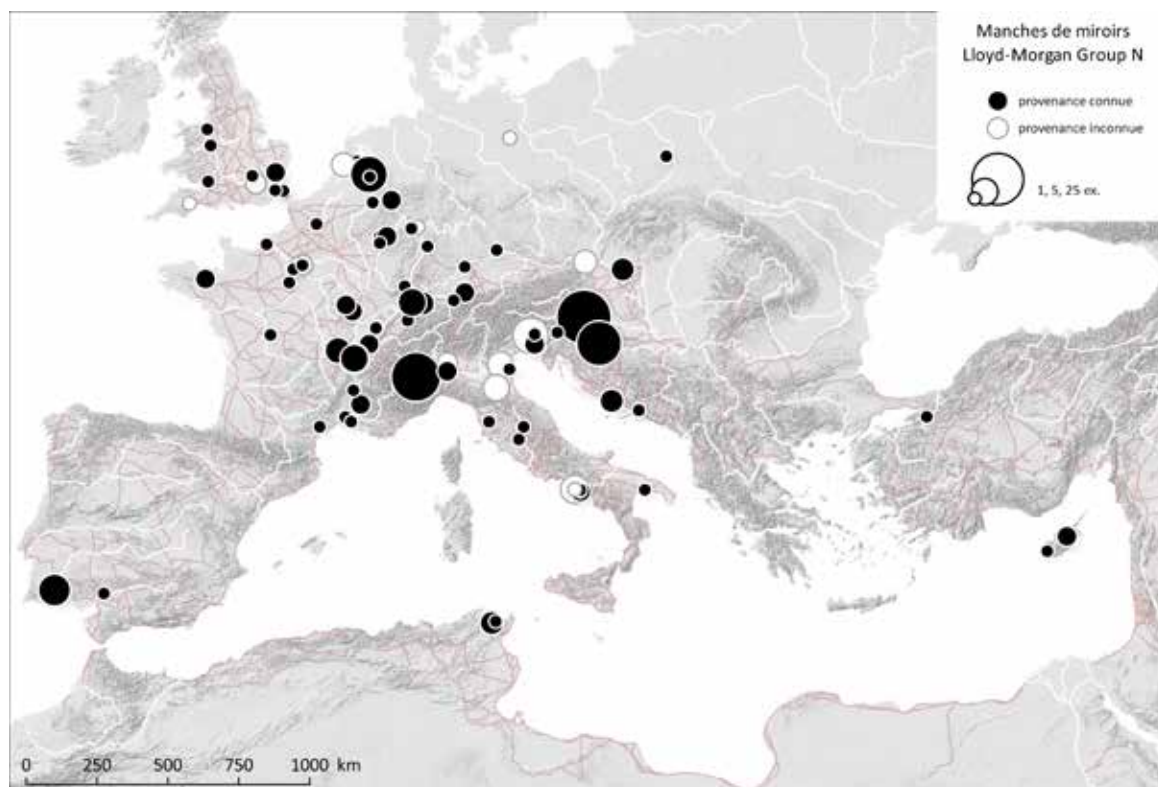 Manches de miroirs
Lloyd-Morgan Group N
provenance connue
provenance inconnue
1, 5, 25 ex.
0 250 500 750 1000 km